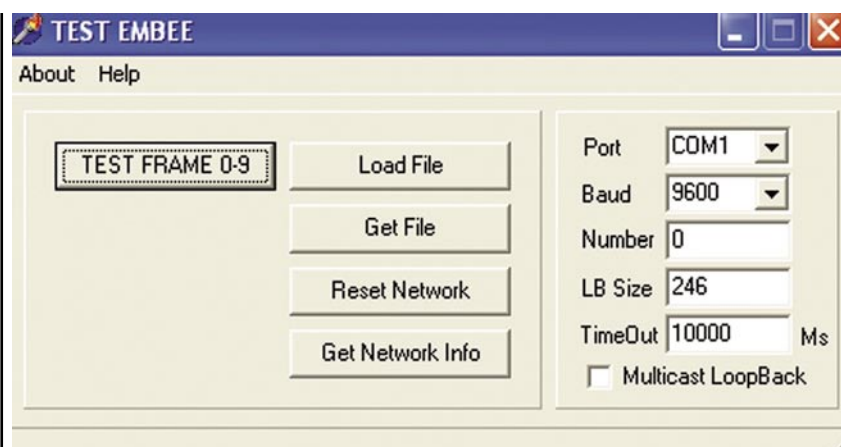 TEST EMBEE
About Help
TEST FRAME 0-9
Load File
Get File
Reset Network
Get Network Info
Port COM1
Baud 9600
Number 0
LB Size 246
TimeOut 10000 Ms
Multicast LoopBack